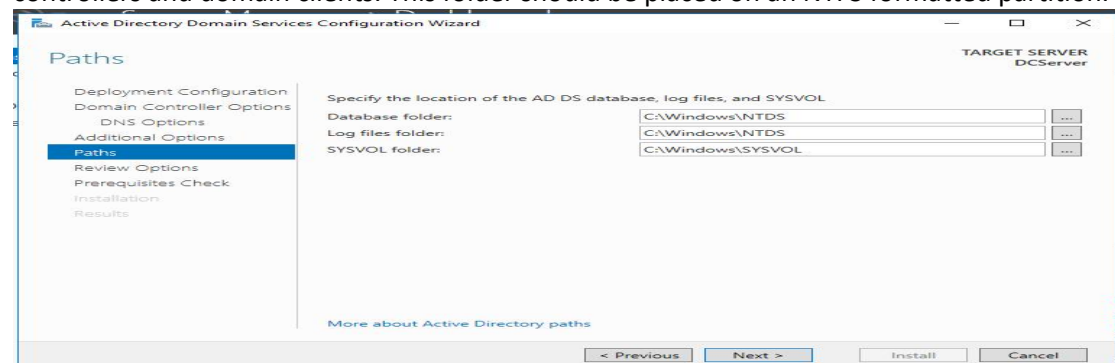 controllers and domain clients. This folder should be placed on an NTFS formatted partition.
Active Directory Domain Services Configuration Wizard
Paths
TARGET SERVER
DCServer
Deployment Configuration
Domain Controller Options
DNS Options
Additional Options
Paths
Review Options
Prerequisites Check
Installation
Results
Specify the location of the AD DS database, log files, and SYSVOL
Database folder: C:\Windows\NTDS ...
Log files folder: C:\Windows\NTDS ...
SYSVOL folder: C:\Windows\SYSVOL ...
More about Active Directory paths
< Previous Next > Install Cancel